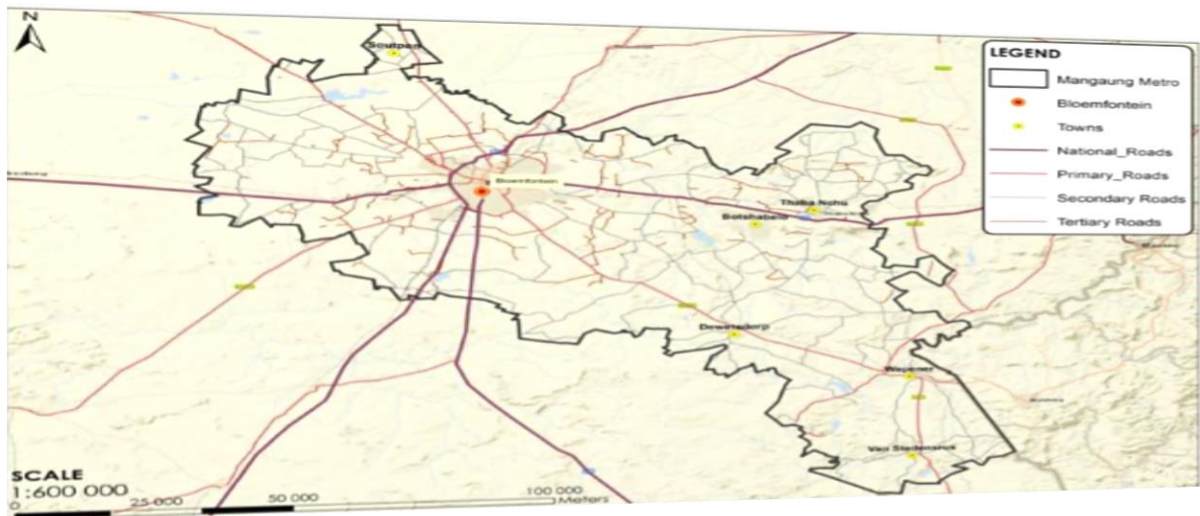 N
Soutpan
LEGEND
Mangaung Metro
Bloemfontein
Towns
National_Roads
Primary_Roads
Secondary Roads
Tertiary Roads
Bloemfontein
Thaba Nchu
Botshabelo
Dewetsdorp
Wepener
Van Stadensrus
SCALE
1:600 000
0 25 000 50 000 100 000
Meters